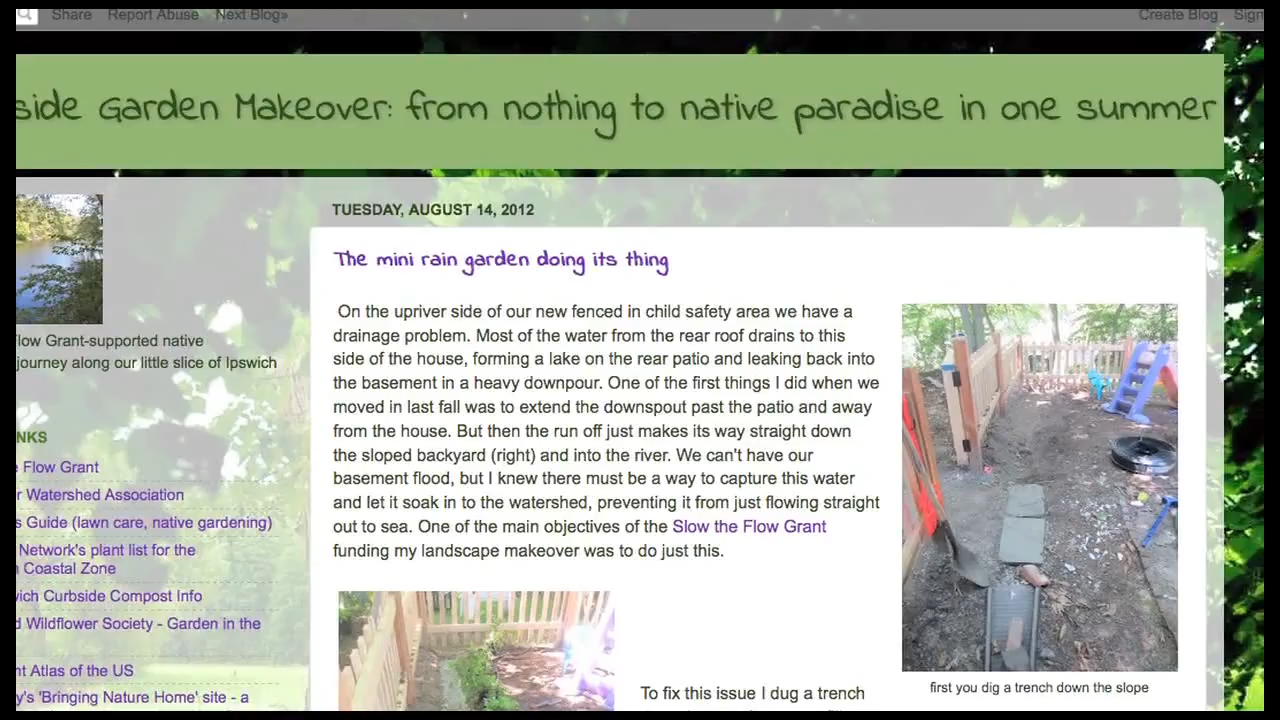 Share Report Abuse Next Blog» Create Blog Sign
side Garden Makeover: from nothing to native paradise in one summer
Flow Grant-supported native
journey along our little slice of Ipswich
NKS
e Flow Grant
r Watershed Association
s Guide (lawn care, native gardening)
Network's plant list for the
n Coastal Zone
wich Curbside Compost Info
d Wildflower Society - Garden in the
nt Atlas of the US
y's 'Bringing Nature Home' site - a
TUESDAY, AUGUST 14, 2012
The mini rain garden doing its thing
On the upriver side of our new fenced in child safety area we have a
drainage problem. Most of the water from the rear roof drains to this
side of the house, forming a lake on the rear patio and leaking back into
the basement in a heavy downpour. One of the first things I did when we
moved in last fall was to extend the downspout past the patio and away
from the house. But then the run off just makes its way straight down
the sloped backyard (right) and into the river. We can't have our
basement flood, but I knew there must be a way to capture this water
and let it soak in to the watershed, preventing it from just flowing straight
out to sea. One of the main objectives of the Slow the Flow Grant
funding my landscape makeover was to do just this.
first you dig a trench down the slope
To fix this issue I dug a trench